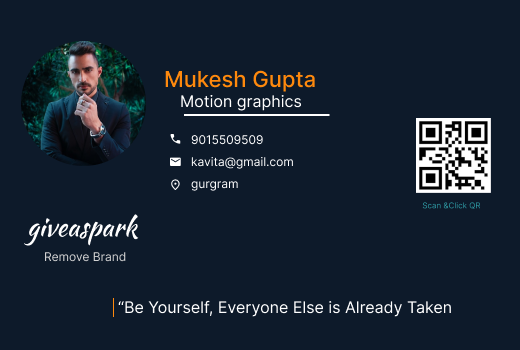 Mukesh Gupta
Motion graphics
9015509509
kavita@gmail.com
gurgram
Scan &Click QR
giveaspark
Remove Brand
“Be Yourself, Everyone Else is Already Taken